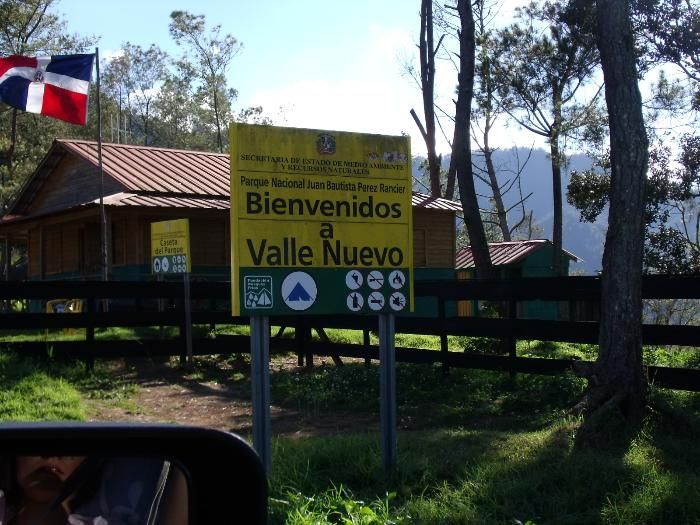 SECRETARIA DE ESTADO DE MEDIO AMBIENTE
Y RECURSOS NATURALES
Parque Nacional Juan Bautista Perez Rancier
Bienvenidos
a
Valle Nuevo
Caseta
del Parque
Fundación